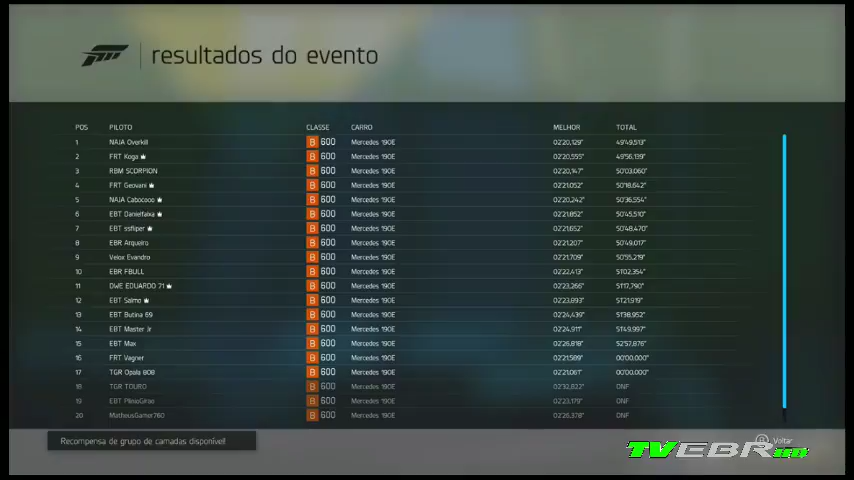 resultados do evento
POS PILOTO CLASSE CARRO MELHOR TOTAL
1 NAJA Overkill B 600 Mercedes 190E 02'20,129" 49'49,513"
2 FRT Koga B 600 Mercedes 190E 02'20,555" 49'56,139"
3 RBM SCORPION B 600 Mercedes 190E 02'20,147" 50'03,060"
4 FRT Geovani B 600 Mercedes 190E 02'21,052" 50'18,642"
5 NAJA Cabocooo B 600 Mercedes 190E 02'20,242" 50'36,554"
6 EBT Danielfalxa B 600 Mercedes 190E 02'21,852" 50'45,510"
7 EBT ssfliper B 600 Mercedes 190E 02'21,652" 50'48,470"
8 EBR Arqueiro B 600 Mercedes 190E 02'21,207" 50'49,017"
9 Velox Evandro B 600 Mercedes 190E 02'21,709" 50'55,219"
10 EBR FBULL B 600 Mercedes 190E 02'22,413" 51'02,354"
11 DWE EDUARDO 71 B 600 Mercedes 190E 02'23,266" 51'17,790"
12 EBT Salmo B 600 Mercedes 190E 02'23,893" 51'21,919"
13 EBT Butina 69 B 600 Mercedes 190E 02'24,439" 51'38,952"
14 EBT Master Jr B 600 Mercedes 190E 02'24,911" 51'49,997"
15 EBT Max B 600 Mercedes 190E 02'26,818" 52'57,876"
16 FRT Vagner B 600 Mercedes 190E 02'21,589" 00'00,000"
17 TGR Opala 808 B 600 Mercedes 190E 02'21,061" 00'00,000"
18 TGR TOURO B 600 Mercedes 190E 02'32,822" DNF
19 EBT PlinioGirao B 600 Mercedes 190E 02'23,179" DNF
20 MatheusGamer760 B 600 Mercedes 190E 02'26,378" DNF
Recompensa de grupo de camadas disponível!
B Voltar
TVEBR